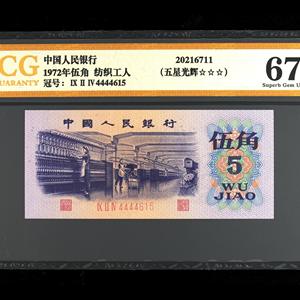 CG
GUARANTY
中国人民银行
1972年伍角 纺织工人
冠号: IX II IV 4444615
20216711
(五星光辉☆☆☆)
67
Superb Gem U
中国人民银行
伍角
5
WU
JIAO
IX II IV 4444615